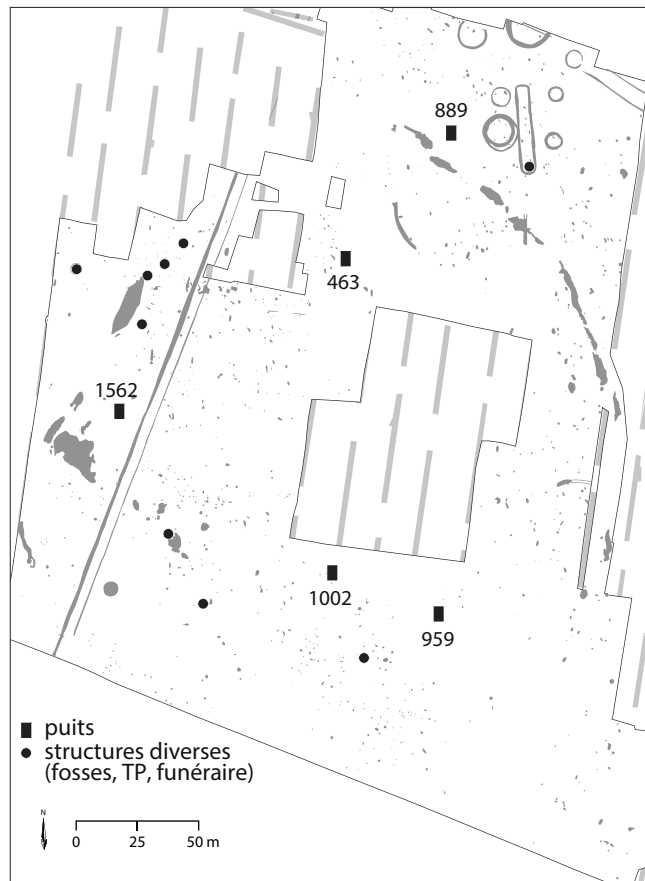 889
463
1562
1002
959
puits
structures diverses
(fosses, TP, funéraire)
N
0 25 50 m